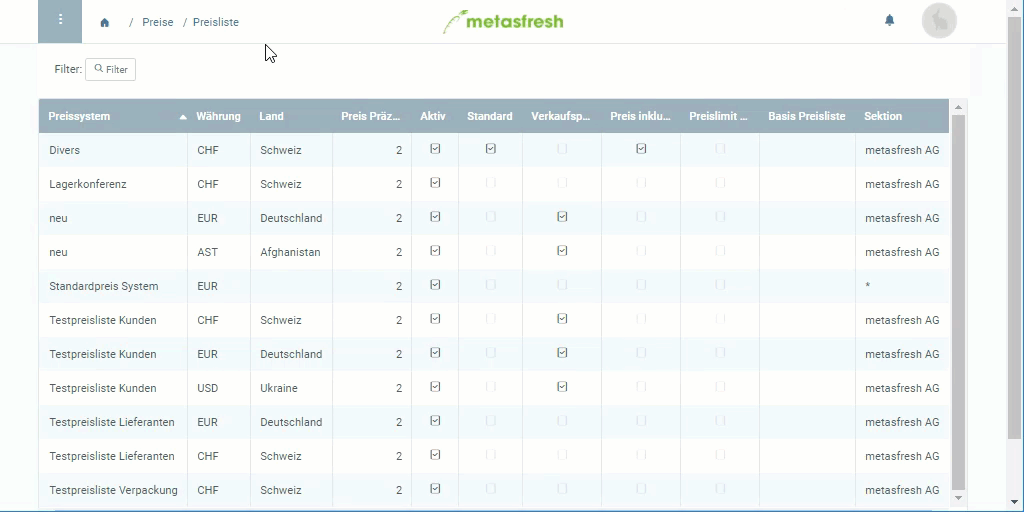 / Preise / Preisliste
metasfresh
Filter: Filter
Preissystem Währung Land Preis Präz... Aktiv Standard Verkaufsp... Preis inklu... Preislimit ... Basis Preisliste Sektion
Divers CHF Schweiz 2 metasfresh AG
Lagerkonferenz CHF Schweiz 2 metasfresh AG
neu EUR Deutschland 2 metasfresh AG
neu AST Afghanistan 2 metasfresh AG
Standardpreis System EUR 2 *
Testpreisliste Kunden CHF Schweiz 2 metasfresh AG
Testpreisliste Kunden EUR Deutschland 2 metasfresh AG
Testpreisliste Kunden USD Ukraine 2 metasfresh AG
Testpreisliste Lieferanten EUR Deutschland 2 metasfresh AG
Testpreisliste Lieferanten CHF Schweiz 2 metasfresh AG
Testpreisliste Verpackung CHF Schweiz 2 metasfresh AG